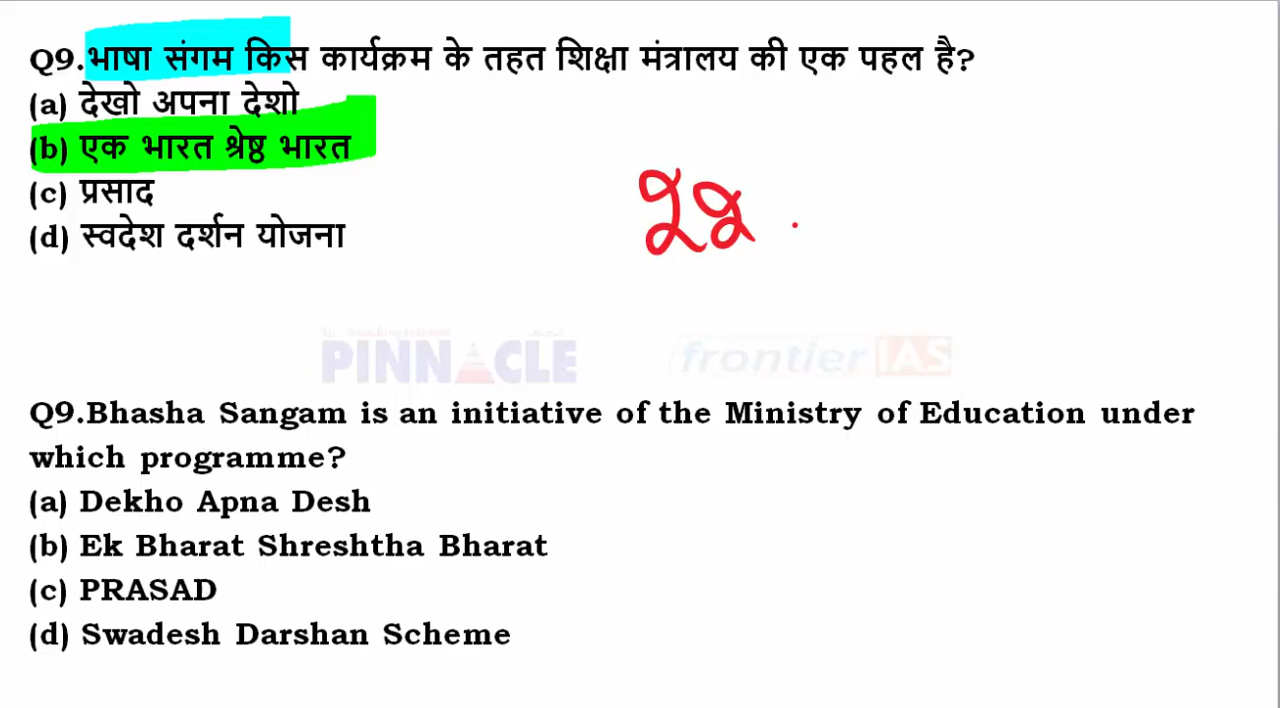 Q9.भाषा संगम किस कार्यक्रम के तहत शिक्षा मंत्रालय की एक पहल है?
(a) देखो अपना देशो
(b) एक भारत श्रेष्ठ भारत
(c) प्रसाद
(d) स्वदेश दर्शन योजना
22
PINNACLE
frontier IAS
Q9.Bhasha Sangam is an initiative of the Ministry of Education under
which programme?
(a) Dekho Apna Desh
(b) Ek Bharat Shreshtha Bharat
(c) PRASAD
(d) Swadesh Darshan Scheme